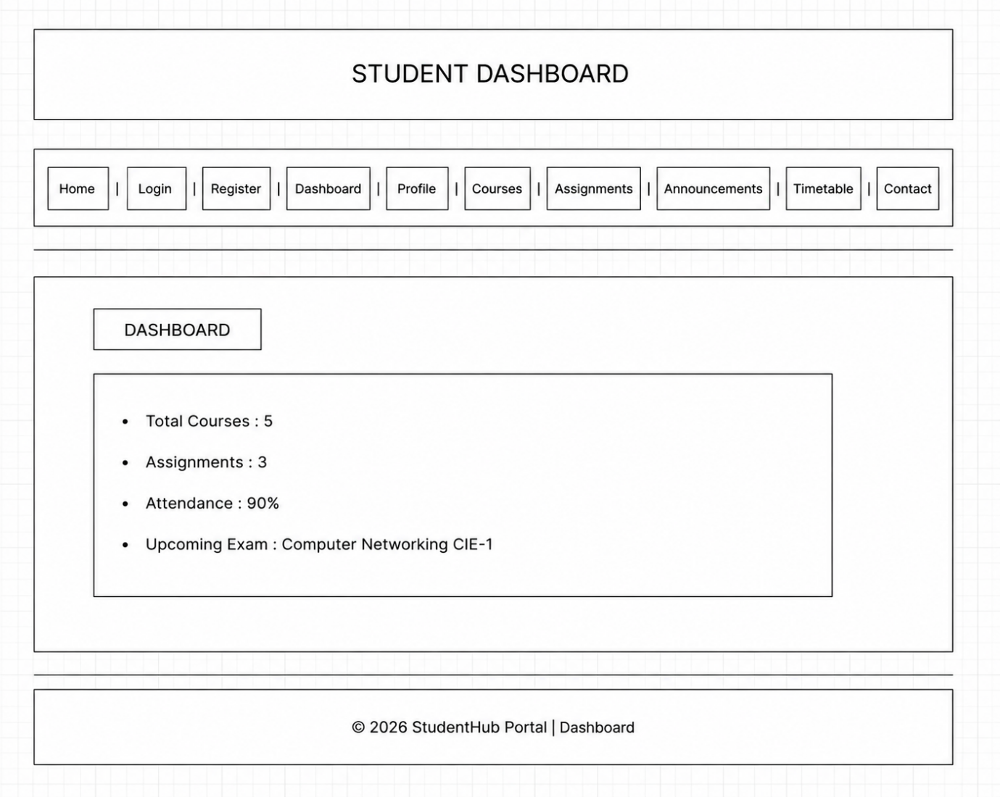 STUDENT DASHBOARD
Home | Login | Register | Dashboard | Profile | Courses | Assignments | Announcements | Timetable | Contact
DASHBOARD
• Total Courses : 5
• Assignments : 3
• Attendance : 90%
• Upcoming Exam : Computer Networking CIE-1
© 2026 StudentHub Portal | Dashboard